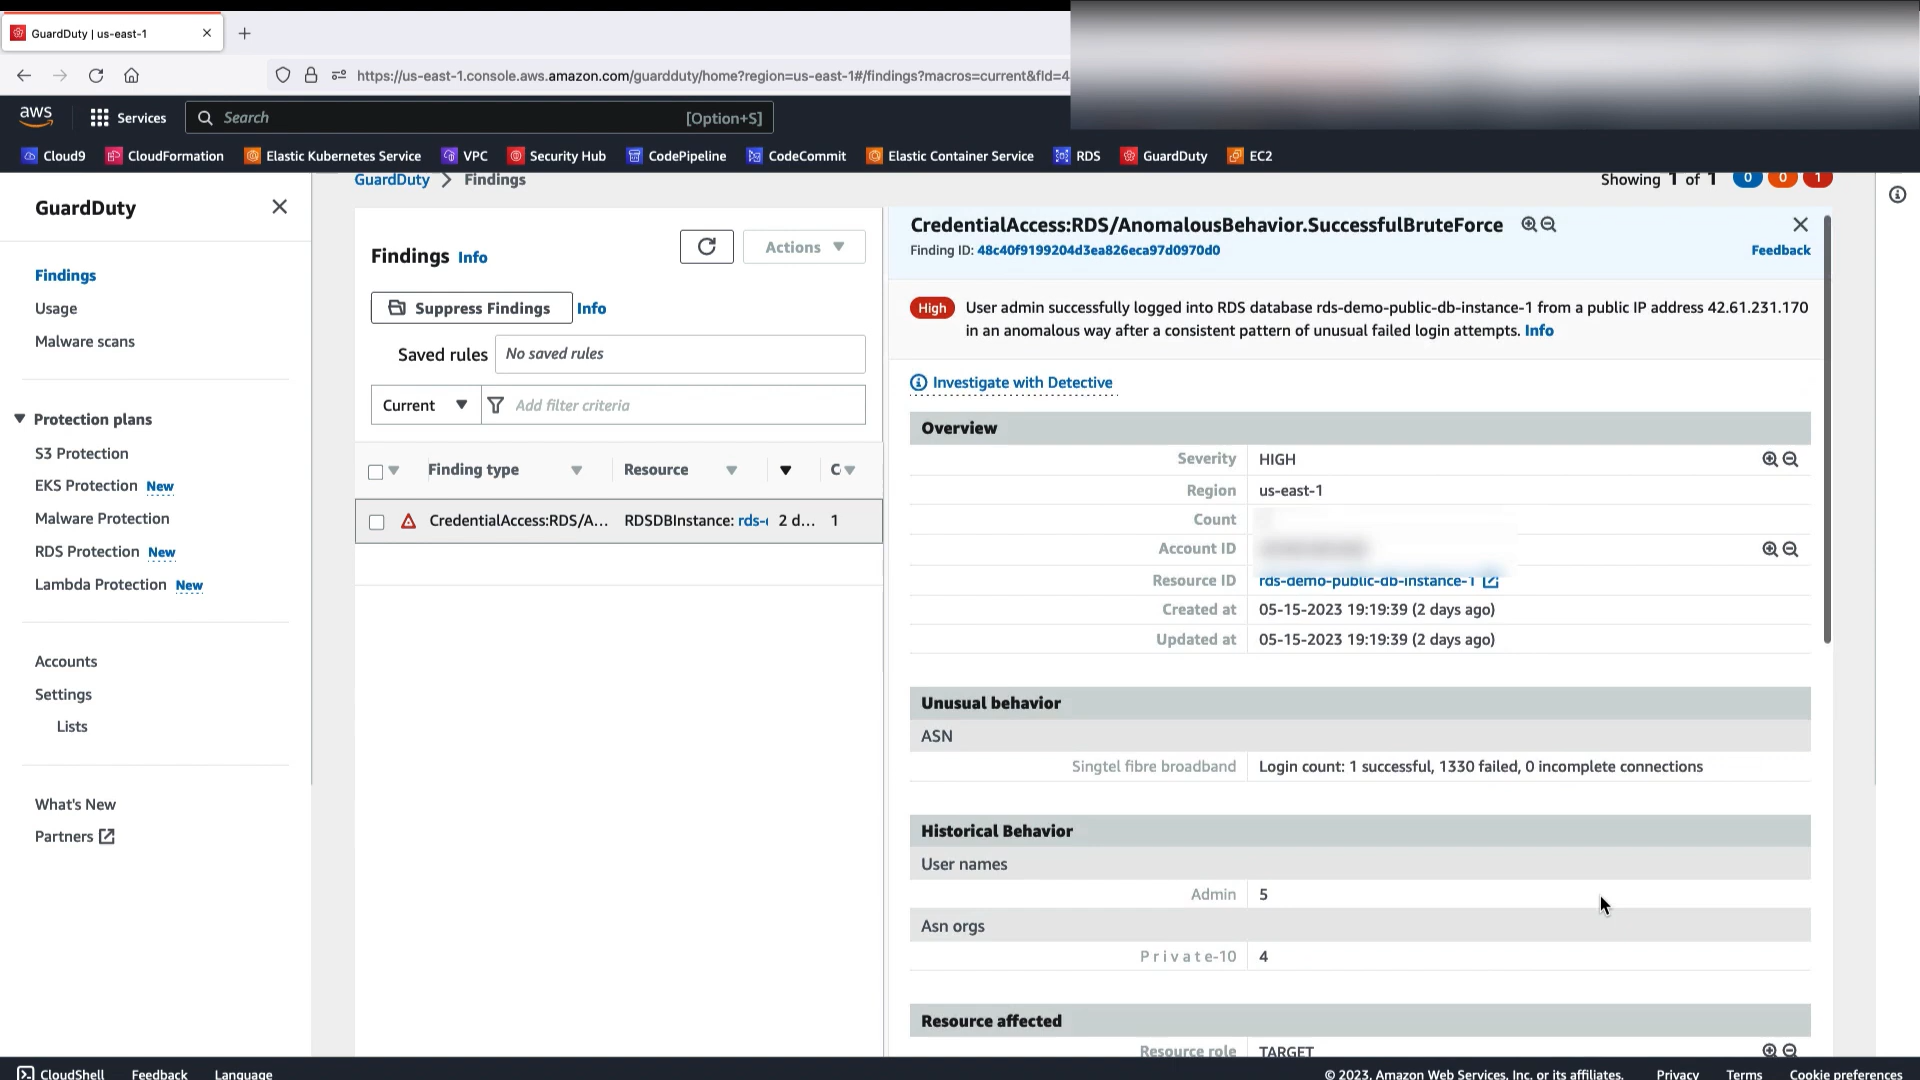 GuardDuty | us-east-1
https://us-east-1.console.aws.amazon.com/guardduty/home?region=us-east-1#/findings?macros=current&fId=4
aws
Services
Search
[Option+S]
Cloud9
CloudFormation
Elastic Kubernetes Service
VPC
Security Hub
CodePipeline
CodeCommit
Elastic Container Service
RDS
GuardDuty
EC2
GuardDuty
Findings
Usage
Malware scans
Protection plans
S3 Protection
EKS Protection New
Malware Protection
RDS Protection New
Lambda Protection New
Accounts
Settings
Lists
What's New
Partners
GuardDuty > Findings
Showing 1 of 1 0 0 1
Findings Info
Actions
Suppress Findings Info
Saved rules No saved rules
Current Add filter criteria
Finding type Resource C
CredentialAccess:RDS/A... RDSDBInstance: rds- 2 d... 1
CredentialAccess:RDS/AnomalousBehavior.SuccessfulBruteForce
Finding ID: 48c40f9199204d3ea826eca97d0970d0
Feedback
High User admin successfully logged into RDS database rds-demo-public-db-instance-1 from a public IP address 42.61.231.170
in an anomalous way after a consistent pattern of unusual failed login attempts. Info
Investigate with Detective
Overview
Severity HIGH
Region us-east-1
Count
Account ID
Resource ID rds-demo-public-db-instance-1
Created at 05-15-2023 19:19:39 (2 days ago)
Updated at 05-15-2023 19:19:39 (2 days ago)
Unusual behavior
ASN
Singtel fibre broadband Login count: 1 successful, 1330 failed, 0 incomplete connections
Historical Behavior
User names
Admin 5
Asn orgs
Private-10 4
Resource affected
Resource role TARGET
CloudShell Feedback Language
© 2023, Amazon Web Services, Inc. or its affiliates. Privacy Terms Cookie preferences